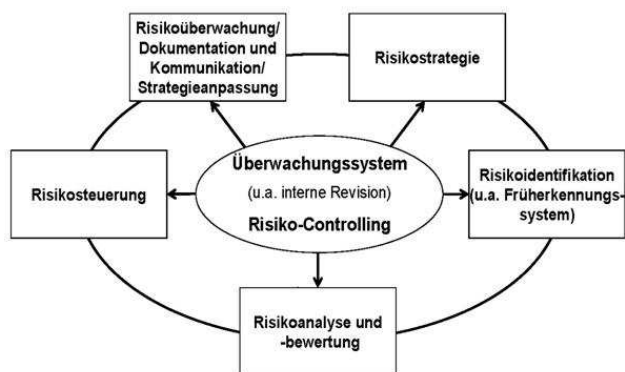 Risikoüberwachung/
Dokumentation und
Kommunikation/
Strategieanpassung
Risikostrategie
Risikosteuerung
Überwachungssystem
(u.a. interne Revision)
Risiko-Controlling
Risikoidentifikation
(u.a. Früherkennungs-
system)
Risikoanalyse und
-bewertung